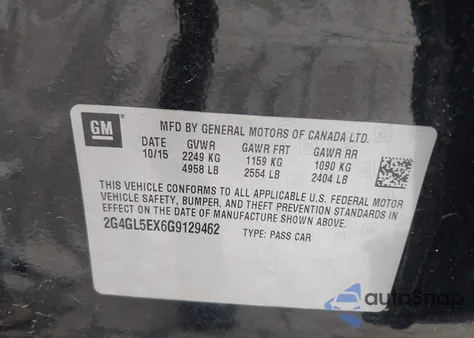 GM
MFD BY GENERAL MOTORS OF CANADA LTD.
DATE GVWR GAWR FRT GAWR RR
10/15 2249 KG 1159 KG 1090 KG
4958 LB 2554 LB 2404 LB
THIS VEHICLE CONFORMS TO ALL APPLICABLE U.S. FEDERAL MOTOR
VEHICLE SAFETY, BUMPER, AND THEFT PREVENTION STANDARDS
IN EFFECT ON THE DATE OF MANUFACTURE SHOWN ABOVE.
2G4GL5EX6G9129462 TYPE: PASS CAR
autoSnap